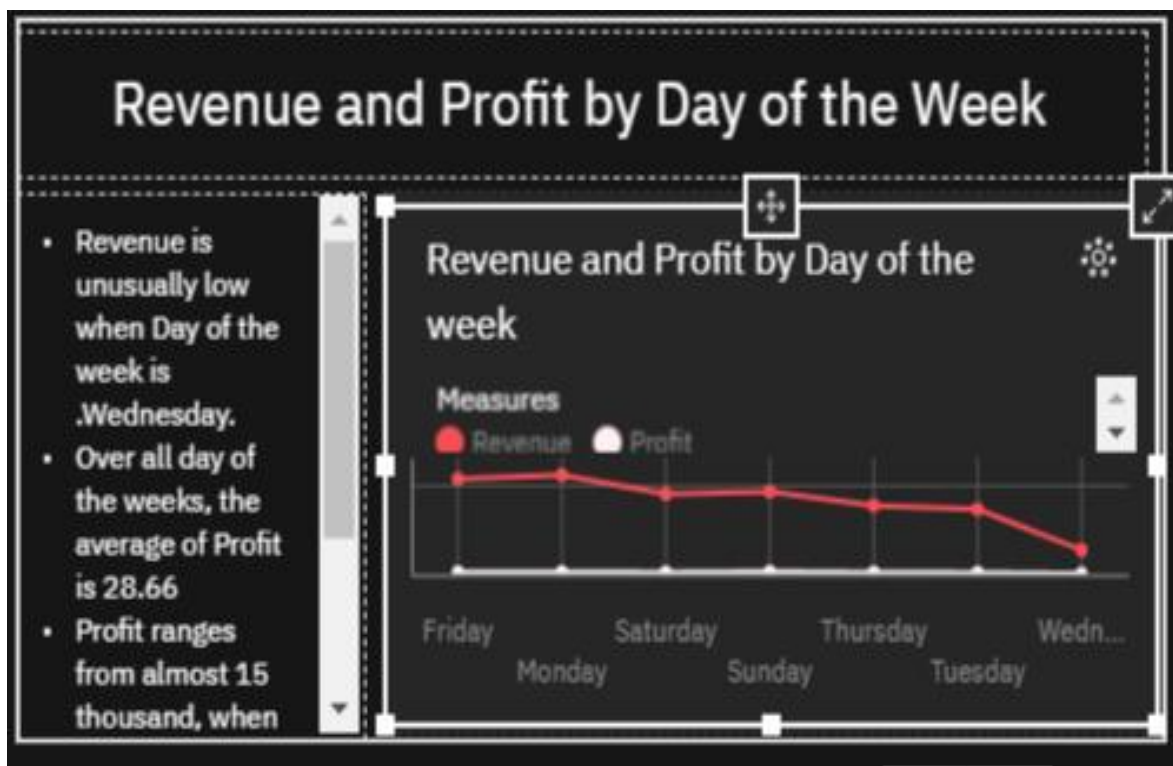 Revenue and Profit by Day of the Week
• Revenue is
unusually low
when Day of the
week is
.Wednesday.
• Over all day of
the weeks, the
average of Profit
is 28.66
• Profit ranges
from almost 15
thousand, when
Revenue and Profit by Day of the
week
Measures
Revenue Profit
Friday Saturday Thursday Wedn...
Monday Sunday Tuesday